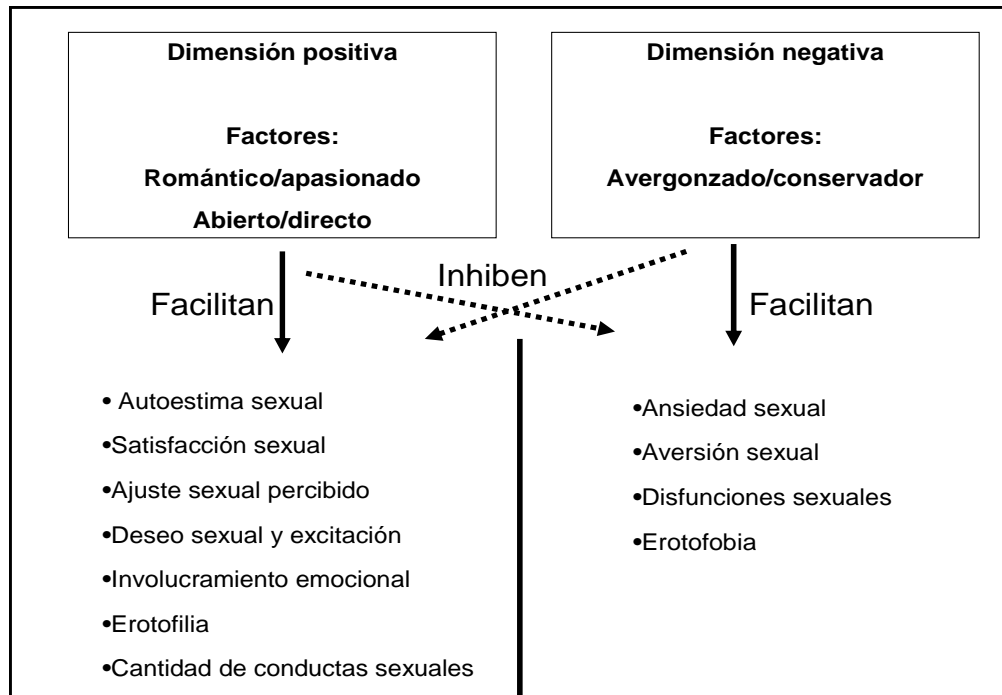 Dimensión positiva
Factores:
Romántico/apasionado
Abierto/directo
Dimensión negativa
Factores:
Avergonzado/conservador
Inhiben
Facilitan
Facilitan
• Autoestima sexual
•Satisfacción sexual
•Ajuste sexual percibido
•Deseo sexual y excitación
•Involucramiento emocional
•Erotofilia
•Cantidad de conductas sexuales
•Ansiedad sexual
•Aversión sexual
•Disfunciones sexuales
•Erotofobia